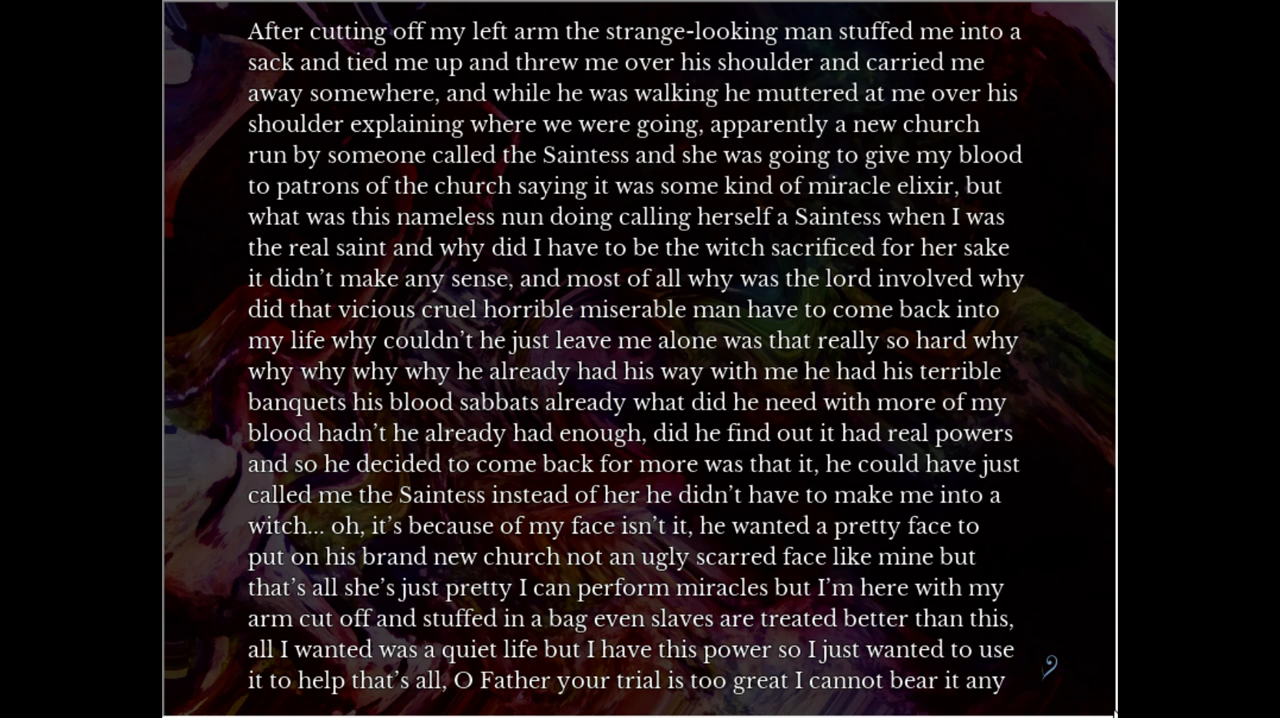 After cutting off my left arm the strange-looking man stuffed me into a
sack and tied me up and threw me over his shoulder and carried me
away somewhere, and while he was walking he muttered at me over his
shoulder explaining where we were going, apparently a new church
run by someone called the Saintess and she was going to give my blood
to patrons of the church saying it was some kind of miracle elixir, but
what was this nameless nun doing calling herself a Saintess when I was
the real saint and why did I have to be the witch sacrificed for her sake
it didn’t make any sense, and most of all why was the lord involved why
did that vicious cruel horrible miserable man have to come back into
my life why couldn’t he just leave me alone was that really so hard why
why why why why he already had his way with me he had his terrible
banquets his blood sabbats already what did he need with more of my
blood hadn’t he already had enough, did he find out it had real powers
and so he decided to come back for more was that it, he could have just
called me the Saintess instead of her he didn’t have to make me into a
witch... oh, it’s because of my face isn’t it, he wanted a pretty face to
put on his brand new church not an ugly scarred face like mine but
that’s all she’s just pretty I can perform miracles but I’m here with my
arm cut off and stuffed in a bag even slaves are treated better than this,
all I wanted was a quiet life but I have this power so I just wanted to use
it to help that’s all, O Father your trial is too great I cannot bear it any